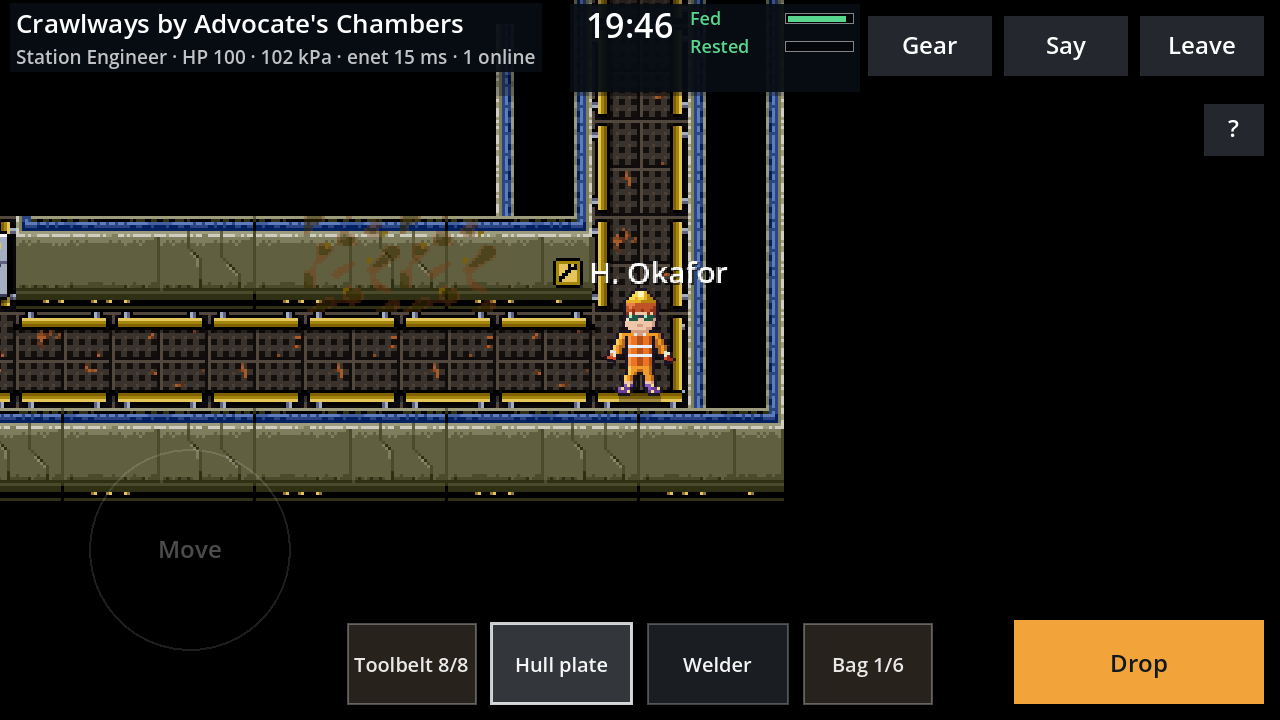 Crawlways by Advocate's Chambers
Station Engineer · HP 100 · 102 kPa · enet 15 ms · 1 online
19:46
Fed
Rested
Gear
Say
Leave
?
H. Okafor
Move
Toolbelt 8/8
Hull plate
Welder
Bag 1/6
Drop